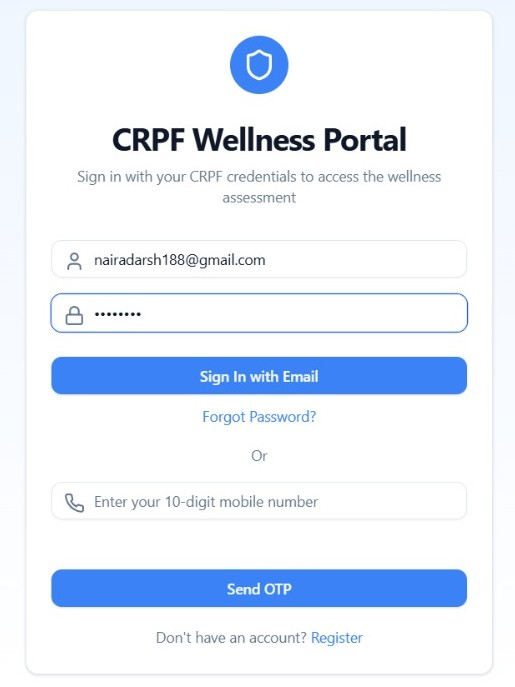 CRPF Wellness Portal
Sign in with your CRPF credentials to access the wellness
assessment
nairadarsh188@gmail.com
••••••••
Sign In with Email
Forgot Password?
Or
Enter your 10-digit mobile number
Send OTP
Don't have an account? Register